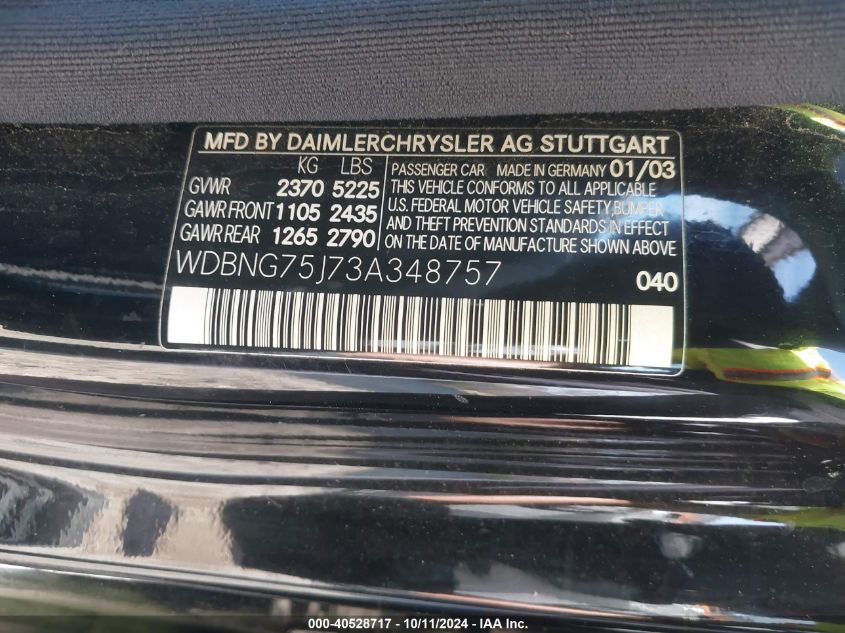 MFD BY DAIMLERCHRYSLER AG STUTTGART
KG LBS
GVWR 2370 5225
GAWR FRONT 1105 2435
GAWR REAR 1265 2790
PASSENGER CAR MADE IN GERMANY 01/03
THIS VEHICLE CONFORMS TO ALL APPLICABLE
U.S. FEDERAL MOTOR VEHICLE SAFETY, BUMPER
AND THEFT PREVENTION STANDARDS IN EFFECT
ON THE DATE OF MANUFACTURE SHOWN ABOVE
WDBNG75J73A348757
040
000-40528717 - 10/11/2024 - IAA Inc.